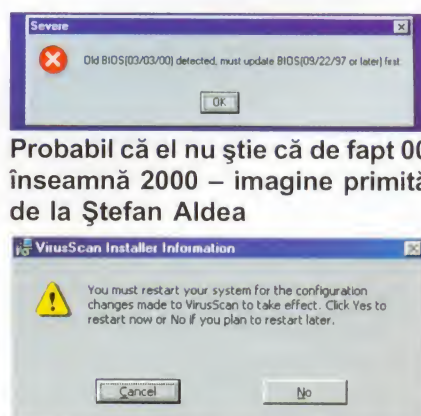 Severe
Old BIOS(03/03/00) detected, must update BIOS(09/22/97 or later) first.
OK
Probabil că el nu ştie că de fapt 00
înseamnă 2000 – imagine primită
de la Ştefan Aldea
VirusScan Installer Information
You must restart your system for the configuration
changes made to VirusScan to take effect. Click Yes to
restart now or No if you plan to restart later.
Cancel
No